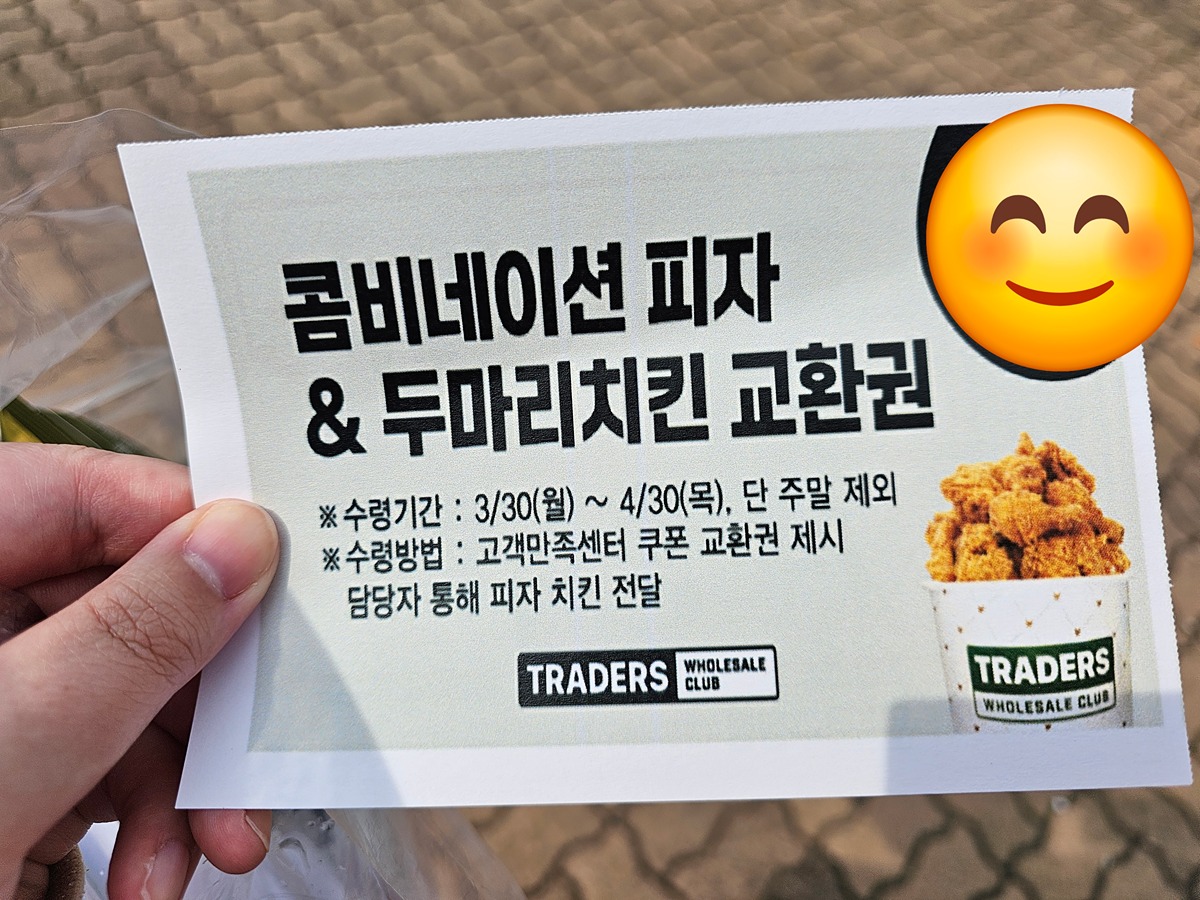 콤비네이션 피자
& 두마리치킨 교환권
※수령기간 : 3/30(월) ~ 4/30(목), 단 주말 제외
※수령방법 : 고객만족센터 쿠폰 교환권 제시
담당자 통해 피자 치킨 전달
TRADERS WHOLESALE CLUB
TRADERS
WHOLESALE CLUB